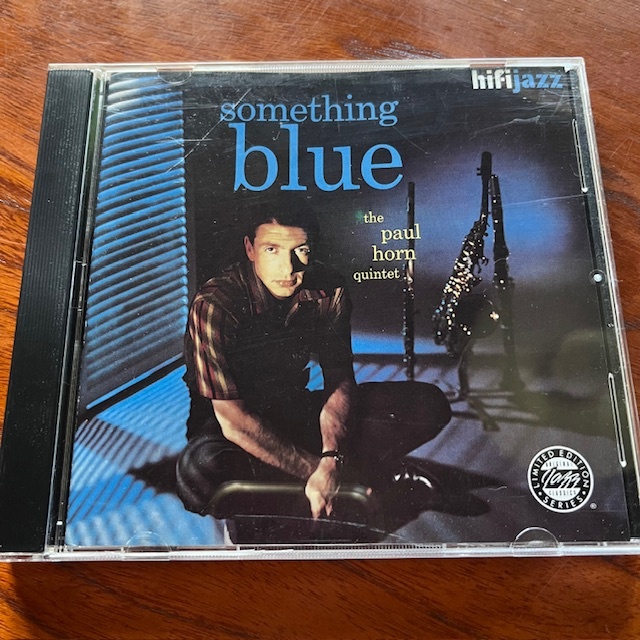 hifijazz
something
blue
the
paul
horn
quintet
LIMITED EDITION
ORIGINAL
Jazz
CLASSICS
SERIES
®